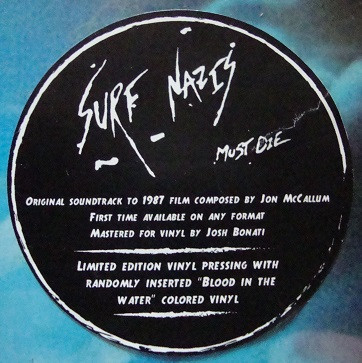 SURF NAZIS
MUST DIE
ORIGINAL SOUNDTRACK TO 1987 FILM COMPOSED BY JON MCCALLUM
FIRST TIME AVAILABLE ON ANY FORMAT
MASTERED FOR VINYL BY JOSH BONATI
LIMITED EDITION VINYL PRESSING WITH
RANDOMLY INSERTED "BLOOD IN THE
WATER" COLORED VINYL